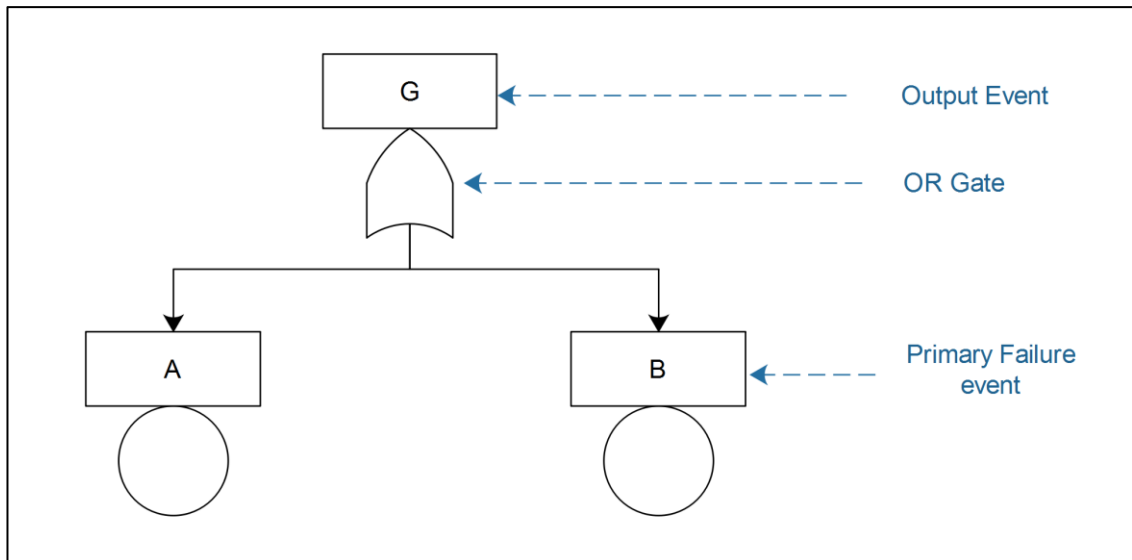 G
Output Event
OR Gate
A
B
Primary Failure
event